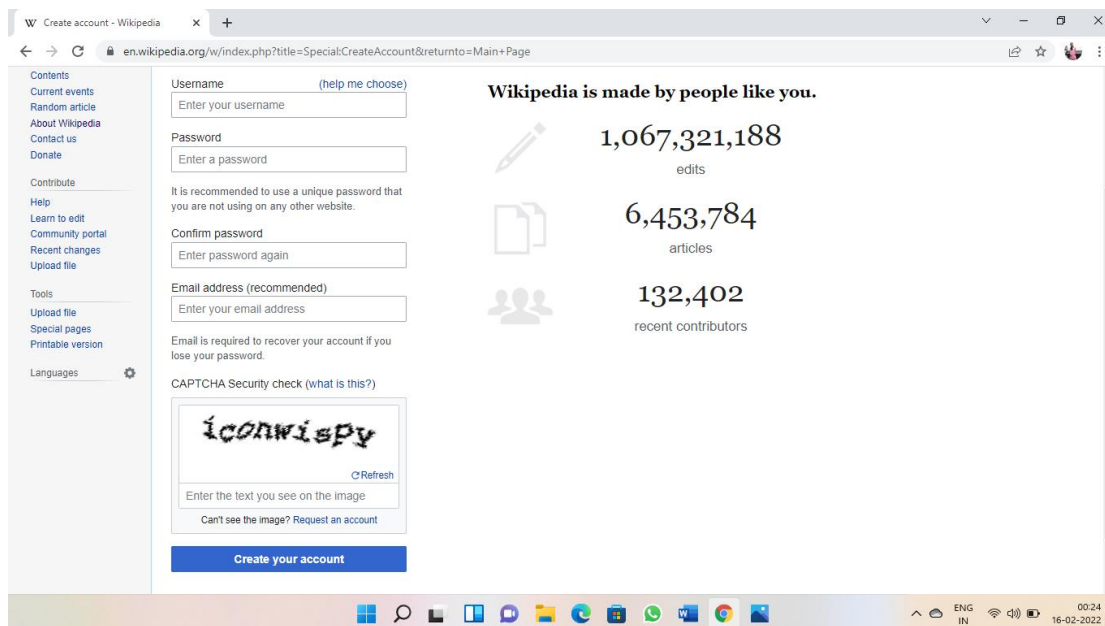 Create account - Wikipedia
en.wikipedia.org/w/index.php?title=Special:CreateAccount&returnto=Main+Page
Contents
Current events
Random article
About Wikipedia
Contact us
Donate
Contribute
Help
Learn to edit
Community portal
Recent changes
Upload file
Tools
Upload file
Special pages
Printable version
Languages
Username (help me choose)
Enter your username
Password
Enter a password
It is recommended to use a unique password that
you are not using on any other website.
Confirm password
Enter password again
Email address (recommended)
Enter your email address
Email is required to recover your account if you
lose your password.
CAPTCHA Security check (what is this?)
iconwispy
Refresh
Enter the text you see on the image
Can't see the image? Request an account
Create your account
Wikipedia is made by people like you.
1,067,321,188
edits
6,453,784
articles
132,402
recent contributors
ENG
IN
00:24
16-02-2022